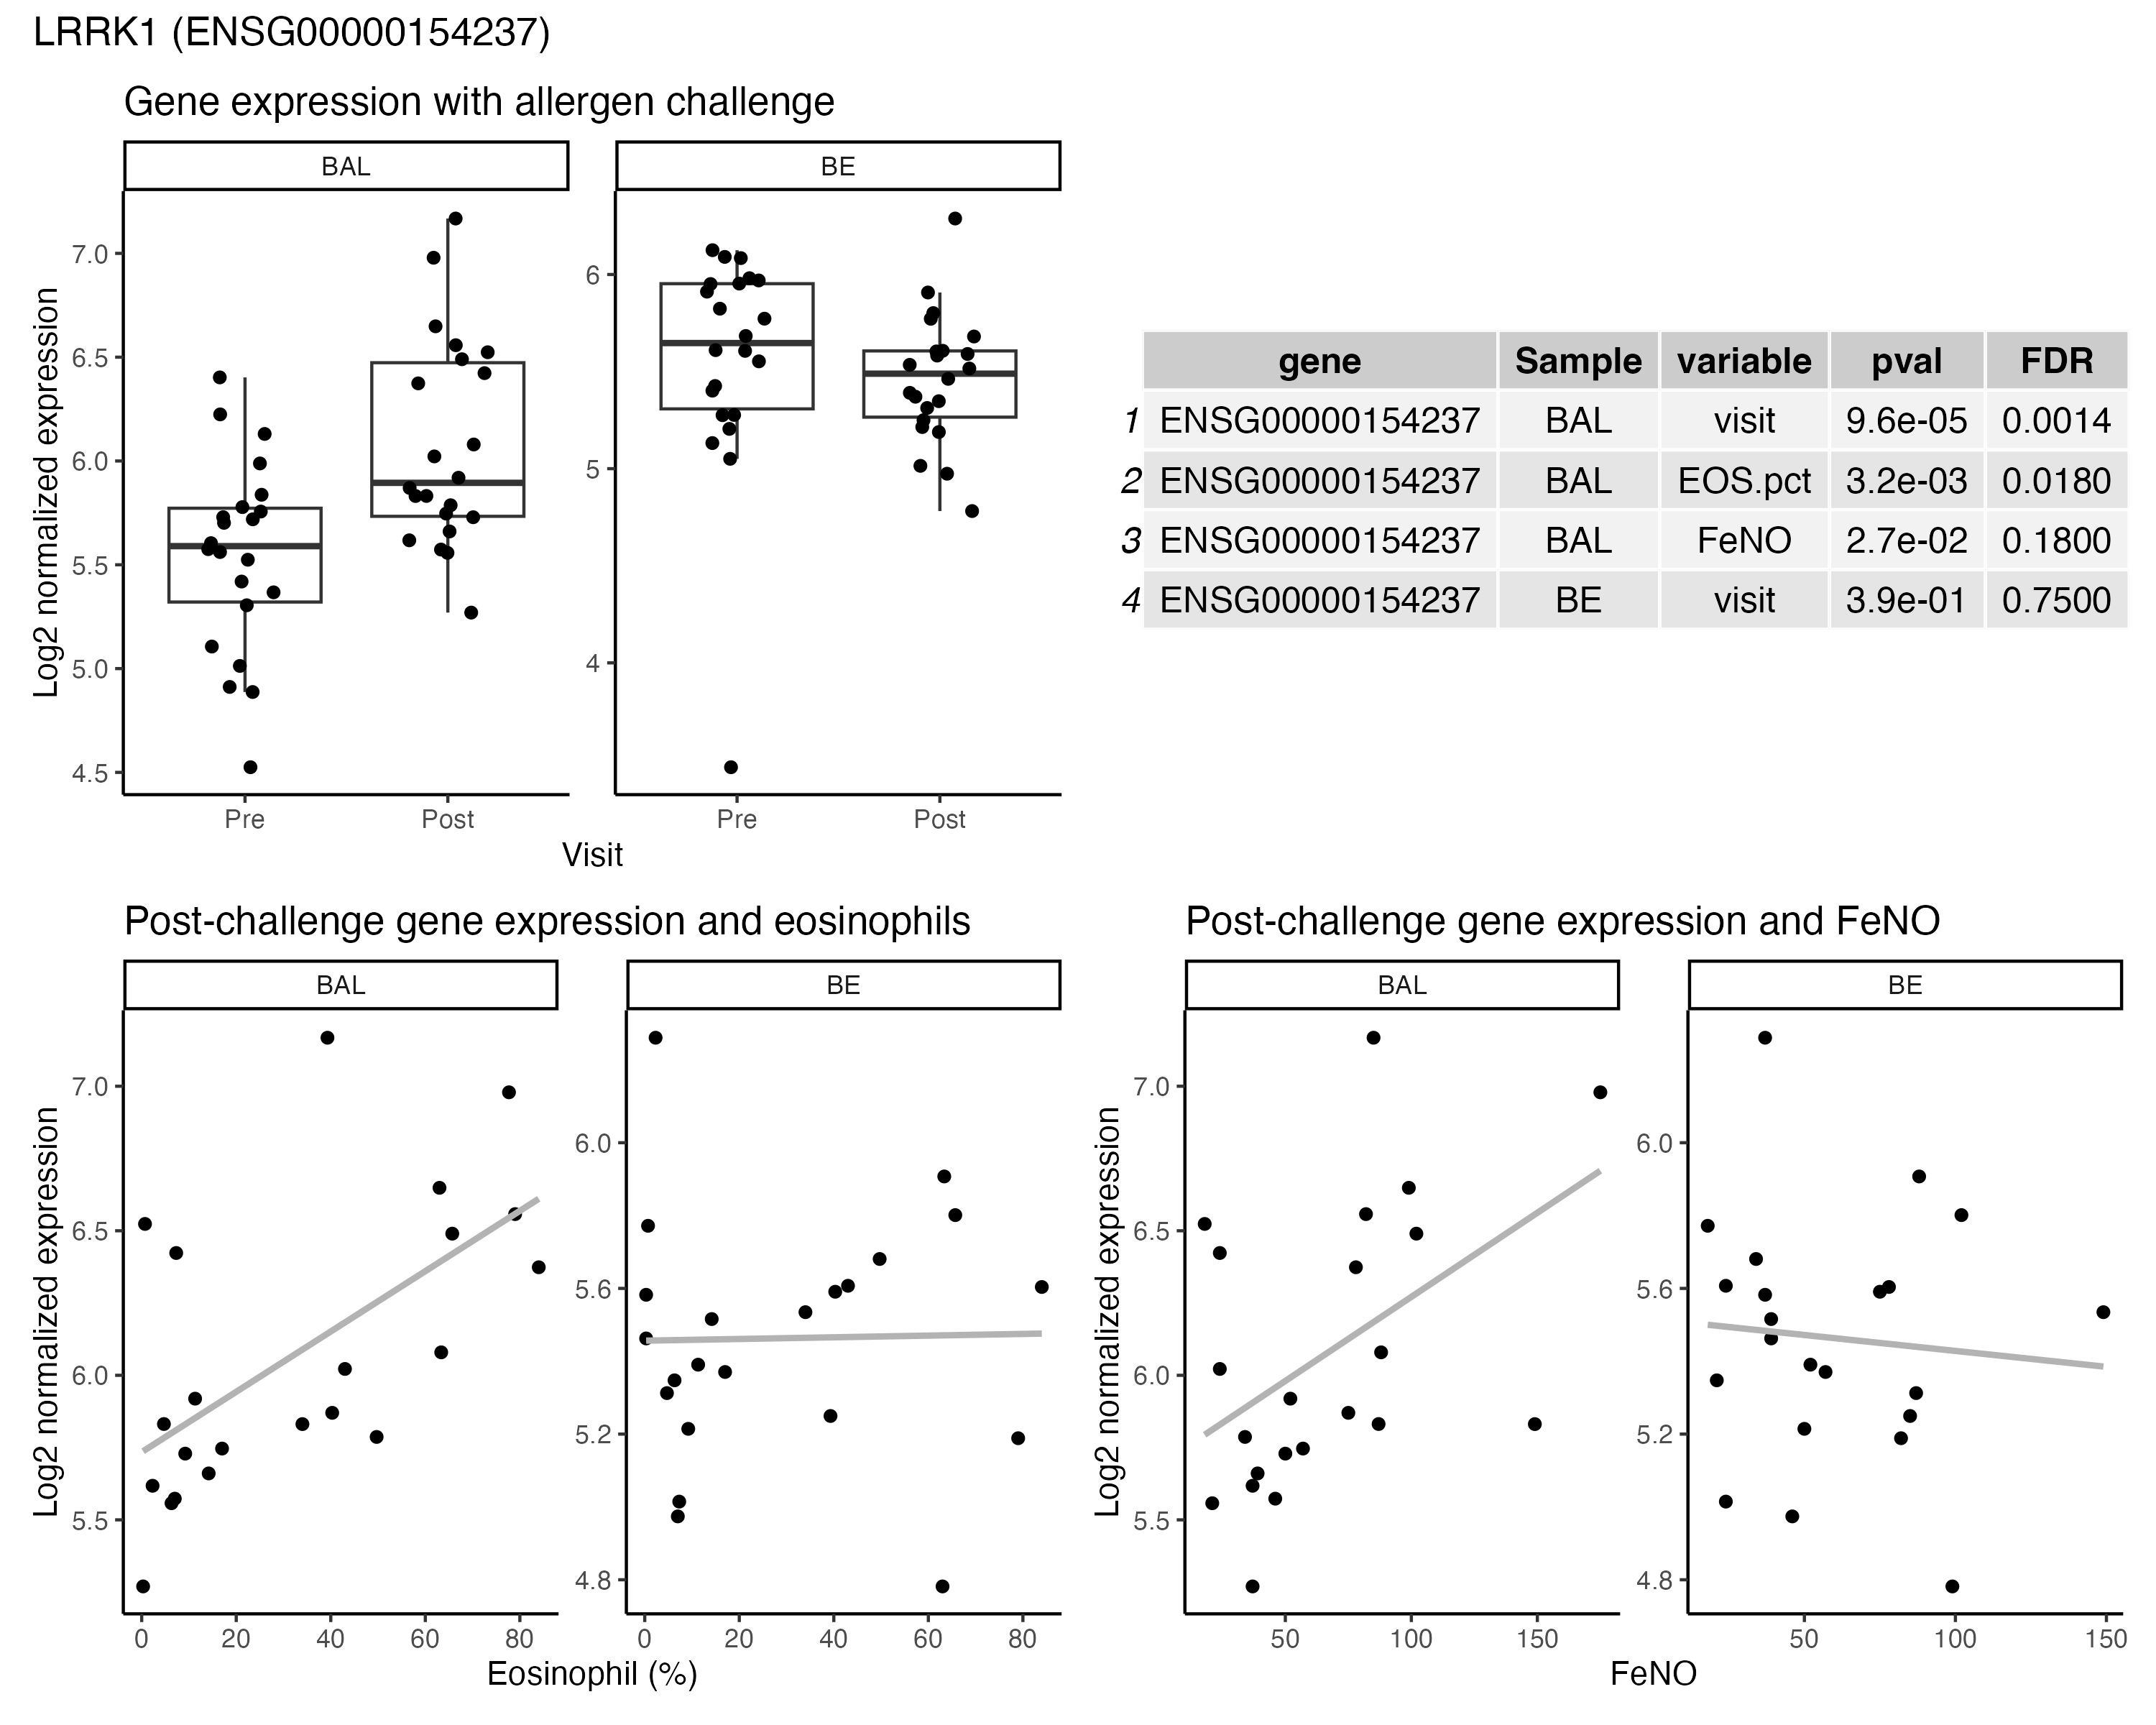 LRRK1 (ENSG00000154237)
Gene expression with allergen challenge
BAL BE
Log2 normalized expression
7.0
6.5
6.0
5.5
5.0
4.5
6
5
4
Pre Post Pre Post
Visit
gene Sample variable pval FDR
1 ENSG00000154237 BAL visit 9.6e-05 0.0014
2 ENSG00000154237 BAL EOS.pct 3.2e-03 0.0180
3 ENSG00000154237 BAL FeNO 2.7e-02 0.1800
4 ENSG00000154237 BE visit 3.9e-01 0.7500
Post-challenge gene expression and eosinophils
BAL BE
Log2 normalized expression
7.0
6.5
6.0
5.5
6.0
5.6
5.2
4.8
0 20 40 60 80 0 20 40 60 80
Eosinophil (%)
Post-challenge gene expression and FeNO
BAL BE
Log2 normalized expression
7.0
6.5
6.0
5.5
6.0
5.6
5.2
4.8
50 100 150 50 100 150
FeNO